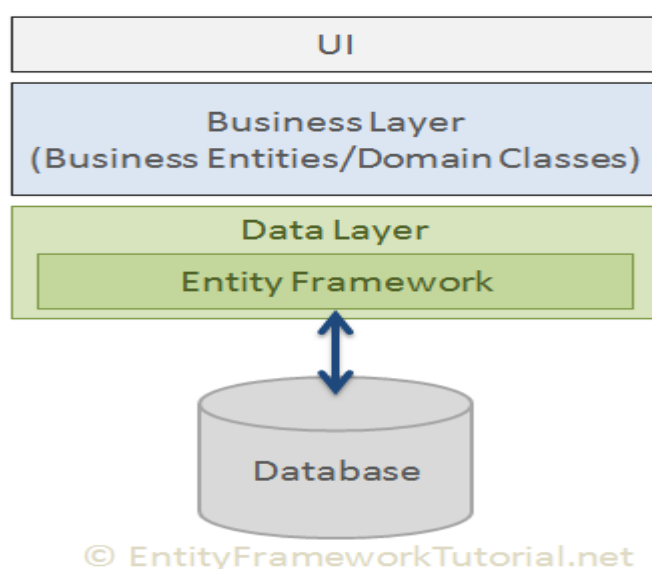 UI
Business Layer
(Business Entities/Domain Classes)
Data Layer
Entity Framework
Database
© EntityFrameworkTutorial.net